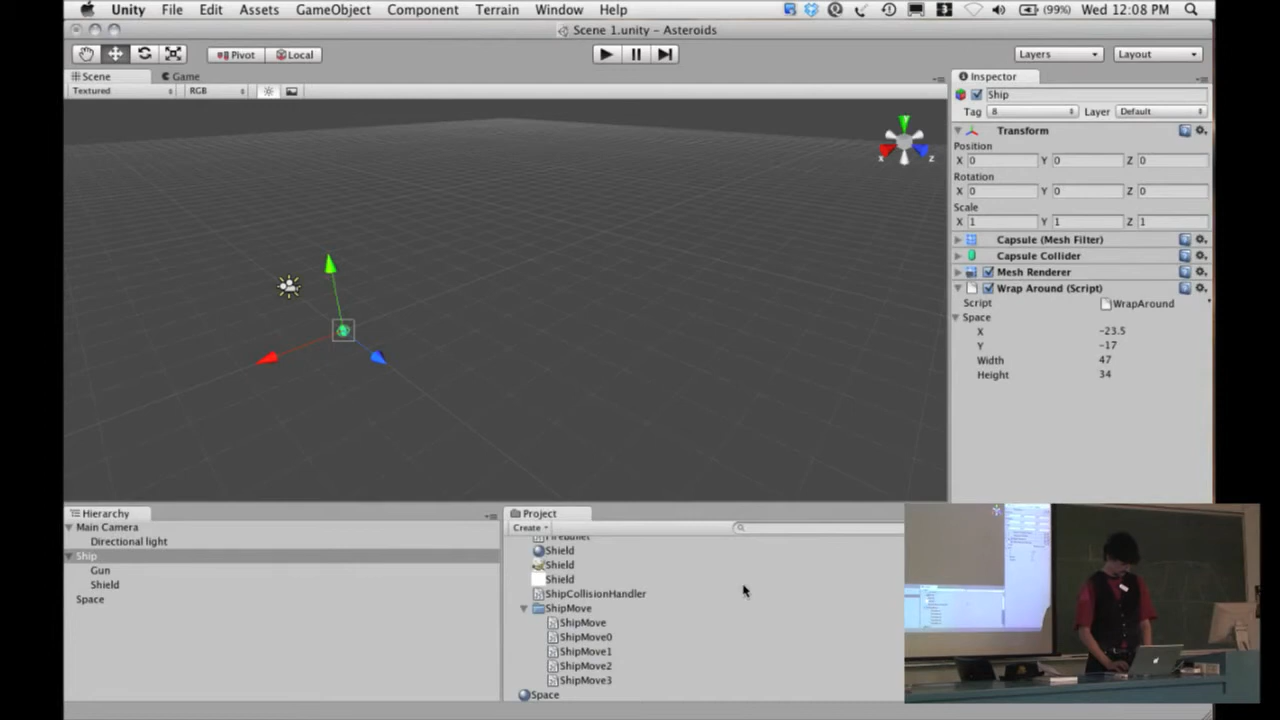 Unity File Edit Assets GameObject Component Terrain Window Help (99%) Wed 12:08 PM
Scene 1.unity - Asteroids
Pivot Local Layers Layout
Scene Game Inspector
Textured RGB
Ship
Tag 8 Layer Default
Transform
Position
X 0 Y 0 Z 0
Rotation
X 0 Y 0 Z 0
Scale
X 1 Y 1 Z 1
Capsule (Mesh Filter)
Capsule Collider
Mesh Renderer
Wrap Around (Script)
Script WrapAround
Space
X -23.5
Y -17
Width 47
Height 34
x z
Hierarchy
Main Camera
Directional light
Ship
Gun
Shield
Space
Project
Create
Shield
Shield
Shield
ShipCollisionHandler
ShipMove
ShipMove
ShipMove0
ShipMove1
ShipMove2
ShipMove3
Space